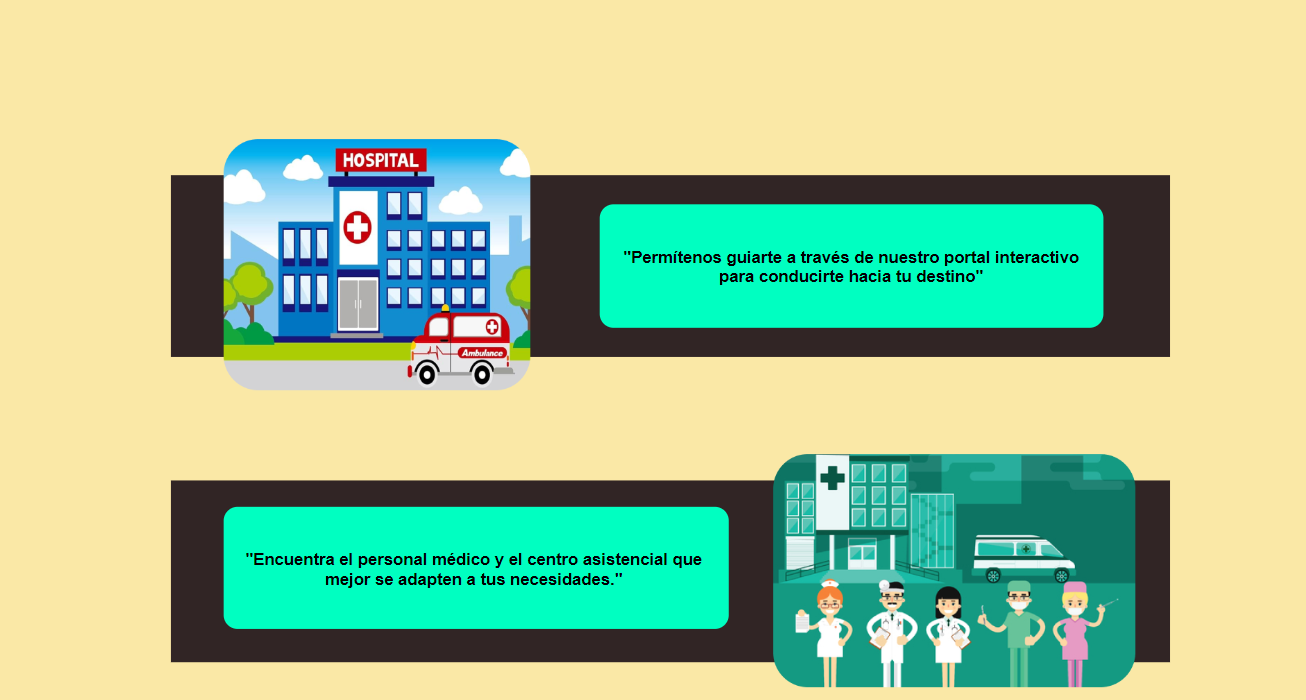 HOSPITAL
"Permítenos guiarte a través de nuestro portal interactivo
para conducirte hacia tu destino"
Ambulance
"Encuentra el personal médico y el centro asistencial que
mejor se adapten a tus necesidades."